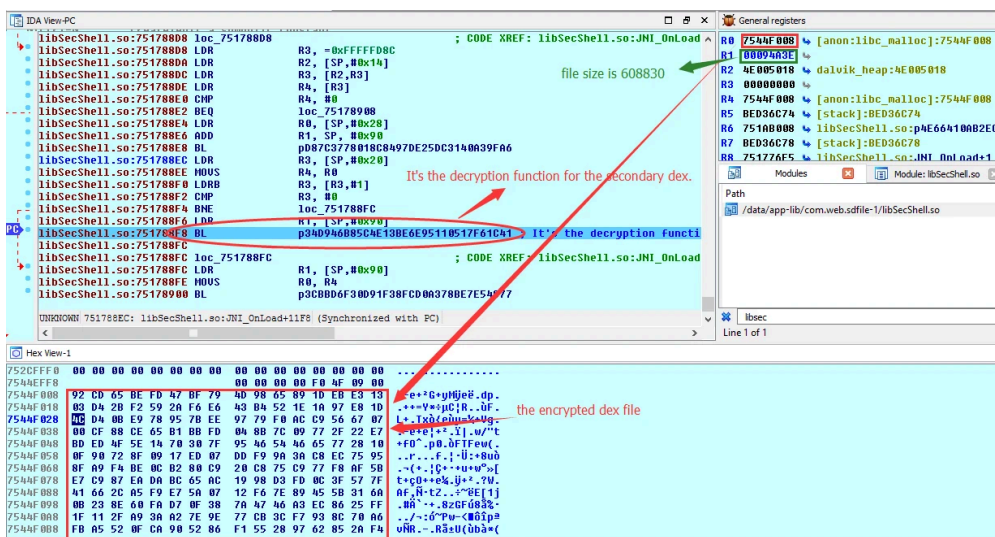 IDA View-PC
General registers
libSecShell.so:751788D8 loc_751788D8 ; CODE XREF: libSecShell.so:JNI_OnLoad
libSecShell.so:751788D8 LDR R3, =0xFFFFFD8C
libSecShell.so:751788DA LDR R2, [SP,#0x14]
libSecShell.so:751788DC LDR R3, [R2,R3]
libSecShell.so:751788DE LDR R4, [R3]
libSecShell.so:751788E0 CMP R4, #0
libSecShell.so:751788E2 BEQ loc_75178908
libSecShell.so:751788E4 LDR R0, [SP,#0x28]
libSecShell.so:751788E6 ADD R1, SP, #0x90
libSecShell.so:751788E8 BL pD87C3778018C8497DE25DC3140A39FA6
libSecShell.so:751788EC LDR R3, [SP,#0x20]
libSecShell.so:751788EE MOVS R4, R0
libSecShell.so:751788F0 LDRB R3, [R3,#1]
libSecShell.so:751788F2 CMP R3, #0
libSecShell.so:751788F4 BNE loc_751788FC
libSecShell.so:751788F6 LDR R1, [SP,#0x90]
PC
libSecShell.so:751788F8 BL p34D946B85C4E13BE6E95110517F61C41 ; It's the decryption functi
libSecShell.so:751788FC
libSecShell.so:751788FC loc_751788FC ; CODE XREF: libSecShell.so:JNI_OnLoad
libSecShell.so:751788FC LDR R1, [SP,#0x90]
libSecShell.so:751788FE MOVS R0, R4
libSecShell.so:75178900 BL
UNKNOWN 751788EC: libSecShell.so:JNI_OnLoad+11F8 (Synchronized with PC)
file size is 608830
It's the decryption function for the secondary dex.
R0 7544F008 [anon:libc_malloc]:7544F008
R1 00094A3E
R2 4E005018 dalvik_heap:4E005018
R3 00000000
R4 7544F008 [anon:libc_malloc]:7544F008
R5 BED36C74 [stack]:BED36C74
R6 751AB008 libSecShell.so:p4E66410AB2EC
R7 BED36C78 [stack]:BED36C78
R8 751776F5 libSecShell.so:JNI_OnLoad+1
Modules
Module: libSecShell.so
Path
/data/app-lib/com.web.sdfile-1/libSecShell.so
libsec
Line 1 of 1
Hex View-1
752CFFF0 00 00 00 00 00 00 00 00 00 00 00 00 00 00 00 00 ................
7544EFF8 00 00 00 00 F0 4F 09 00
7544F008 92 CD 65 BE FD 47 BF 79 4D 98 65 89 1D EB E3 13
7544F018 03 D4 2B F2 59 2A F6 E6 43 B4 52 1E 1A 97 E8 1D
7544F028 4C D4 0B E9 78 95 7B EE 97 79 F0 AC C9 56 67 07
7544F038 00 CF 88 CE 65 B1 BB FD 04 8B 7C 09 77 2F 22 E7
7544F048 BD ED 4F 5E 14 70 30 7F 95 46 54 46 65 77 28 10
7544F058 0F 90 72 8F 09 17 ED 07 DD F9 9A 3A C8 EC 75 95
7544F068 8F A9 F4 BE 0C B2 80 C9 20 C8 75 C9 77 F8 AF 5B
7544F078 E7 C9 87 EA DA BC 65 AC 19 98 D3 FD 0C 3F 57 7F
7544F088 41 66 2C A5 F9 E7 5A 07 12 F6 7E 89 45 5B 31 6A
7544F098 0B 23 8E 60 FA D7 0F 38 7A 47 46 A3 EC 86 25 FF
7544F0A8 1F 11 2F A9 3A A2 7E 9E 77 CB 3C F7 93 8C 70 A6
7544F0B8 FB A5 52 0F CA 90 52 86 F1 55 28 97 62 85 2A F4
the encrypted dex file